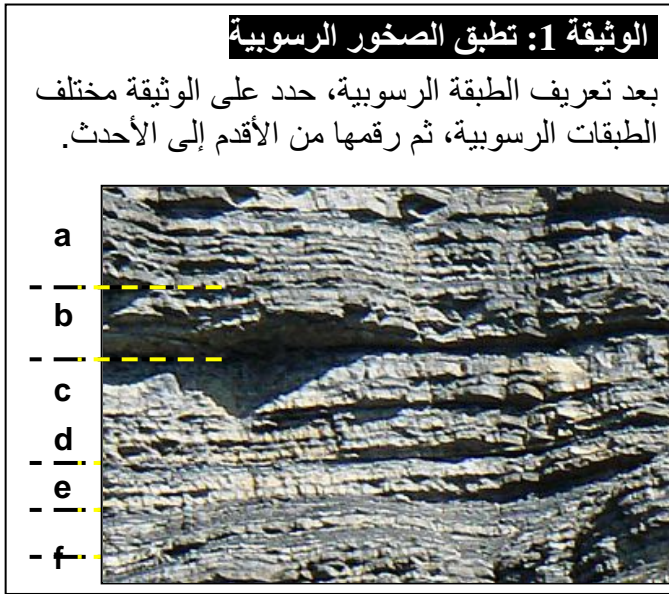 الوثيقة 1: تطبق الصخور الرسوبية
بعد تعريف الطبقة الرسوبية، حدد على الوثيقة مختلف
الطبقات الرسوبية، ثم رقمها من الأقدم إلى الأحدث.
a
b
c
d
e
f